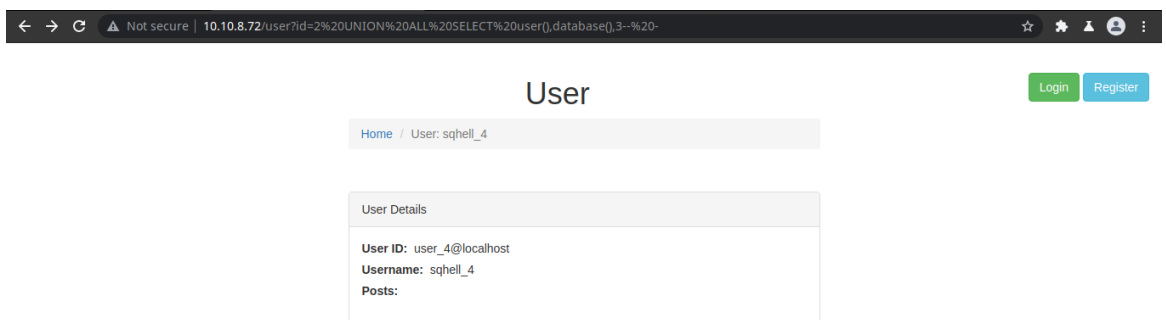 Not secure | 10.10.8.72/user?id=2%20UNION%20ALL%20SELECT%20user(),database(),3--%20-
User
Login Register
Home / User: sqhell_4
User Details
User ID: user_4@localhost
Username: sqhell_4
Posts: